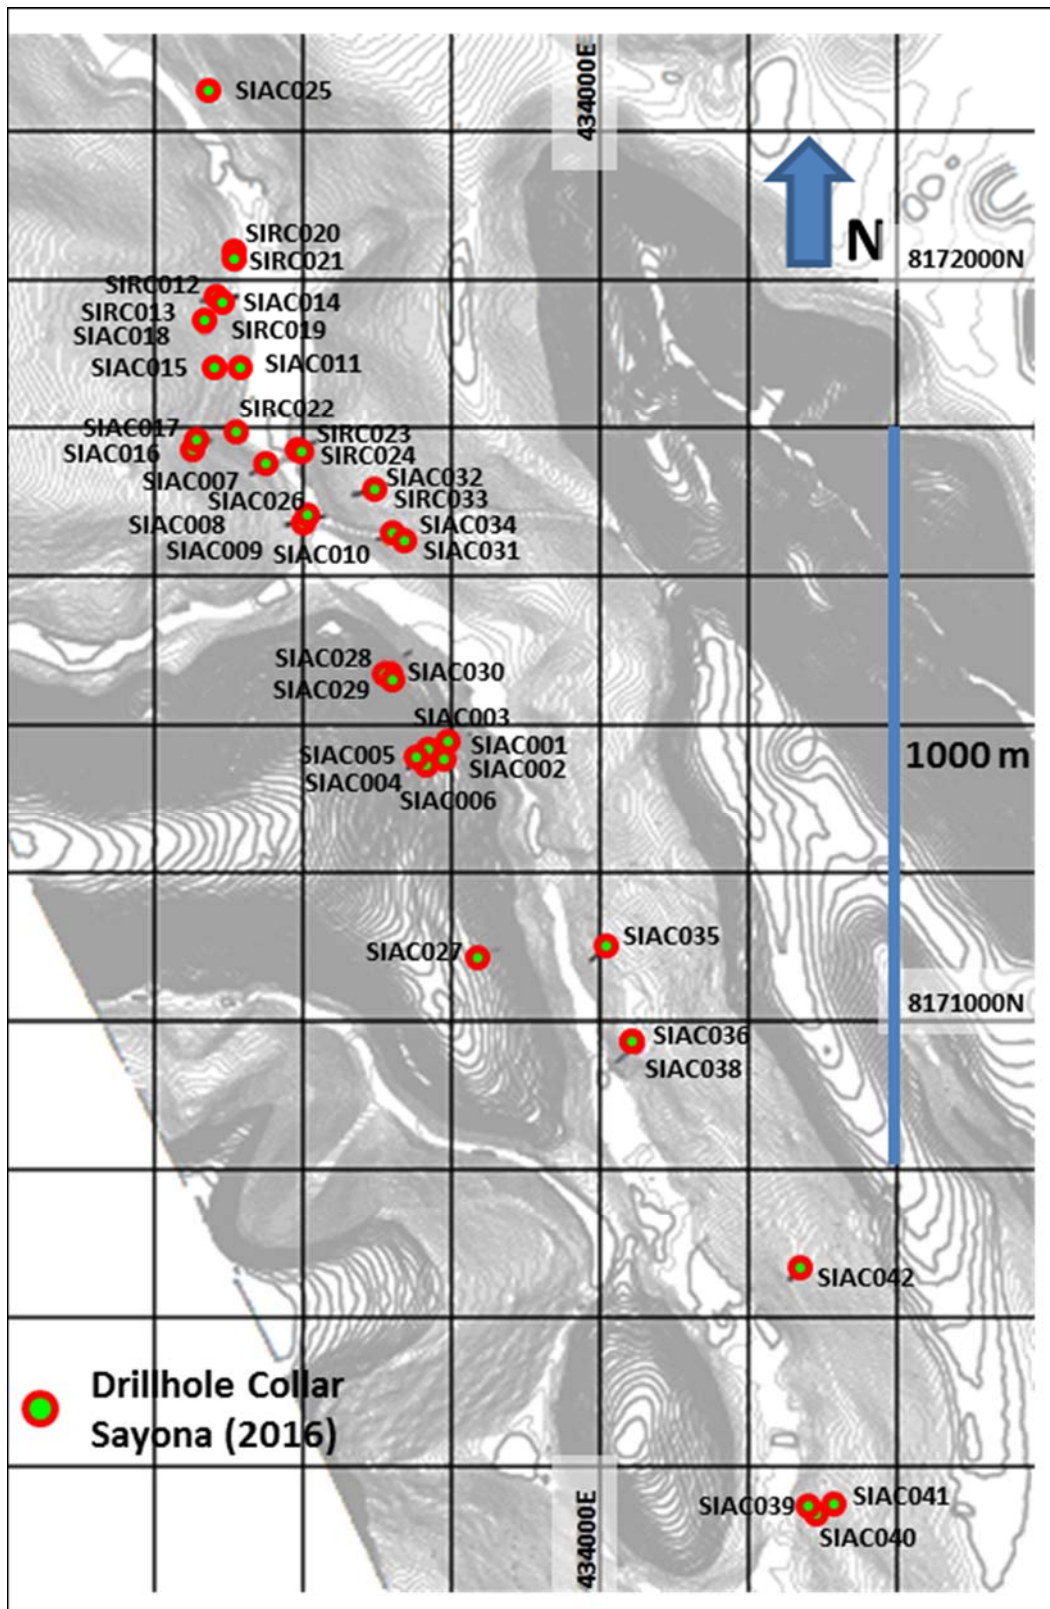 434000E
SIAC025
SIRC020
N
SIRC021
8172000N
SIRC012
SIAC014
SIRC013
SIRC019
SIAC018
SIAC015
SIAC011
SIRC022
SIAC017
SIRC023
SIAC016
SIRC024
SIAC007
SIAC032
SIAC026
SIRC033
SIAC008
SIAC034
SIAC009
SIAC010
SIAC031
SIAC028
SIAC030
SIAC029
SIAC003
SIAC005
SIAC001
1000 m
SIAC004
SIAC002
SIAC006
SIAC027
SIAC035
8171000N
SIAC036
SIAC038
SIAC042
Drillhole Collar
Sayona (2016)
SIAC039
SIAC041
SIAC040
434000E